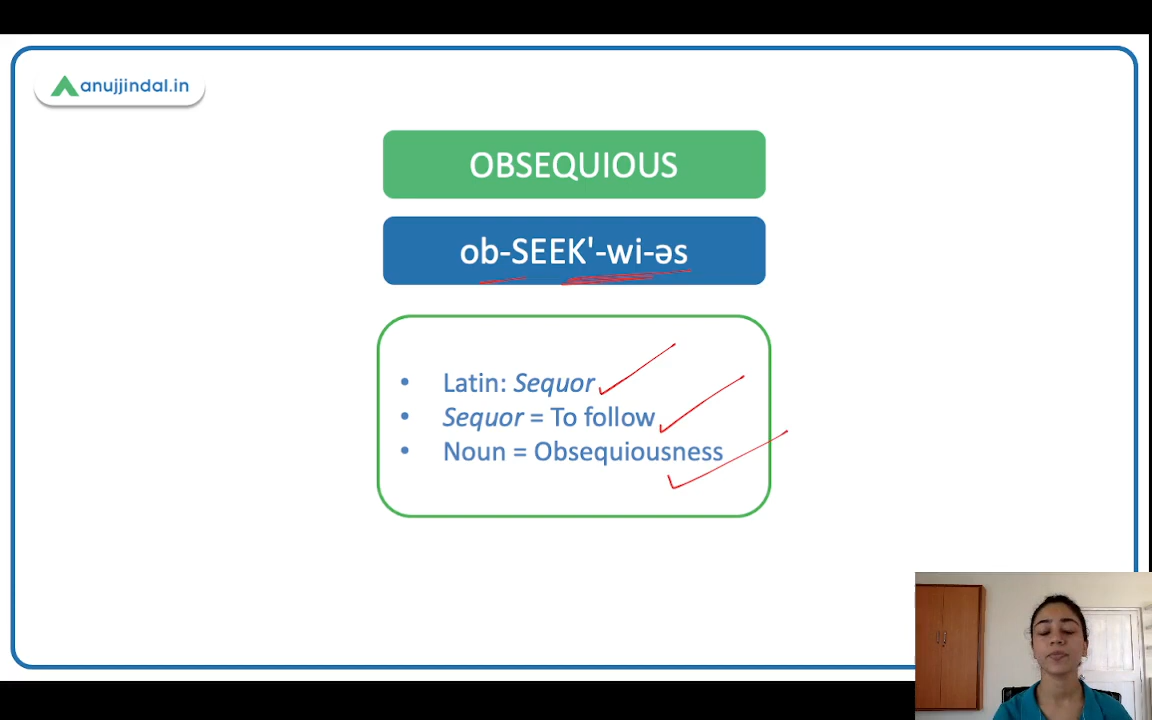 anujjindal.in
OBSEQUIOUS
ob-SEEK'-wi-əs
• Latin: Sequor
• Sequor = To follow
• Noun = Obsequiousness